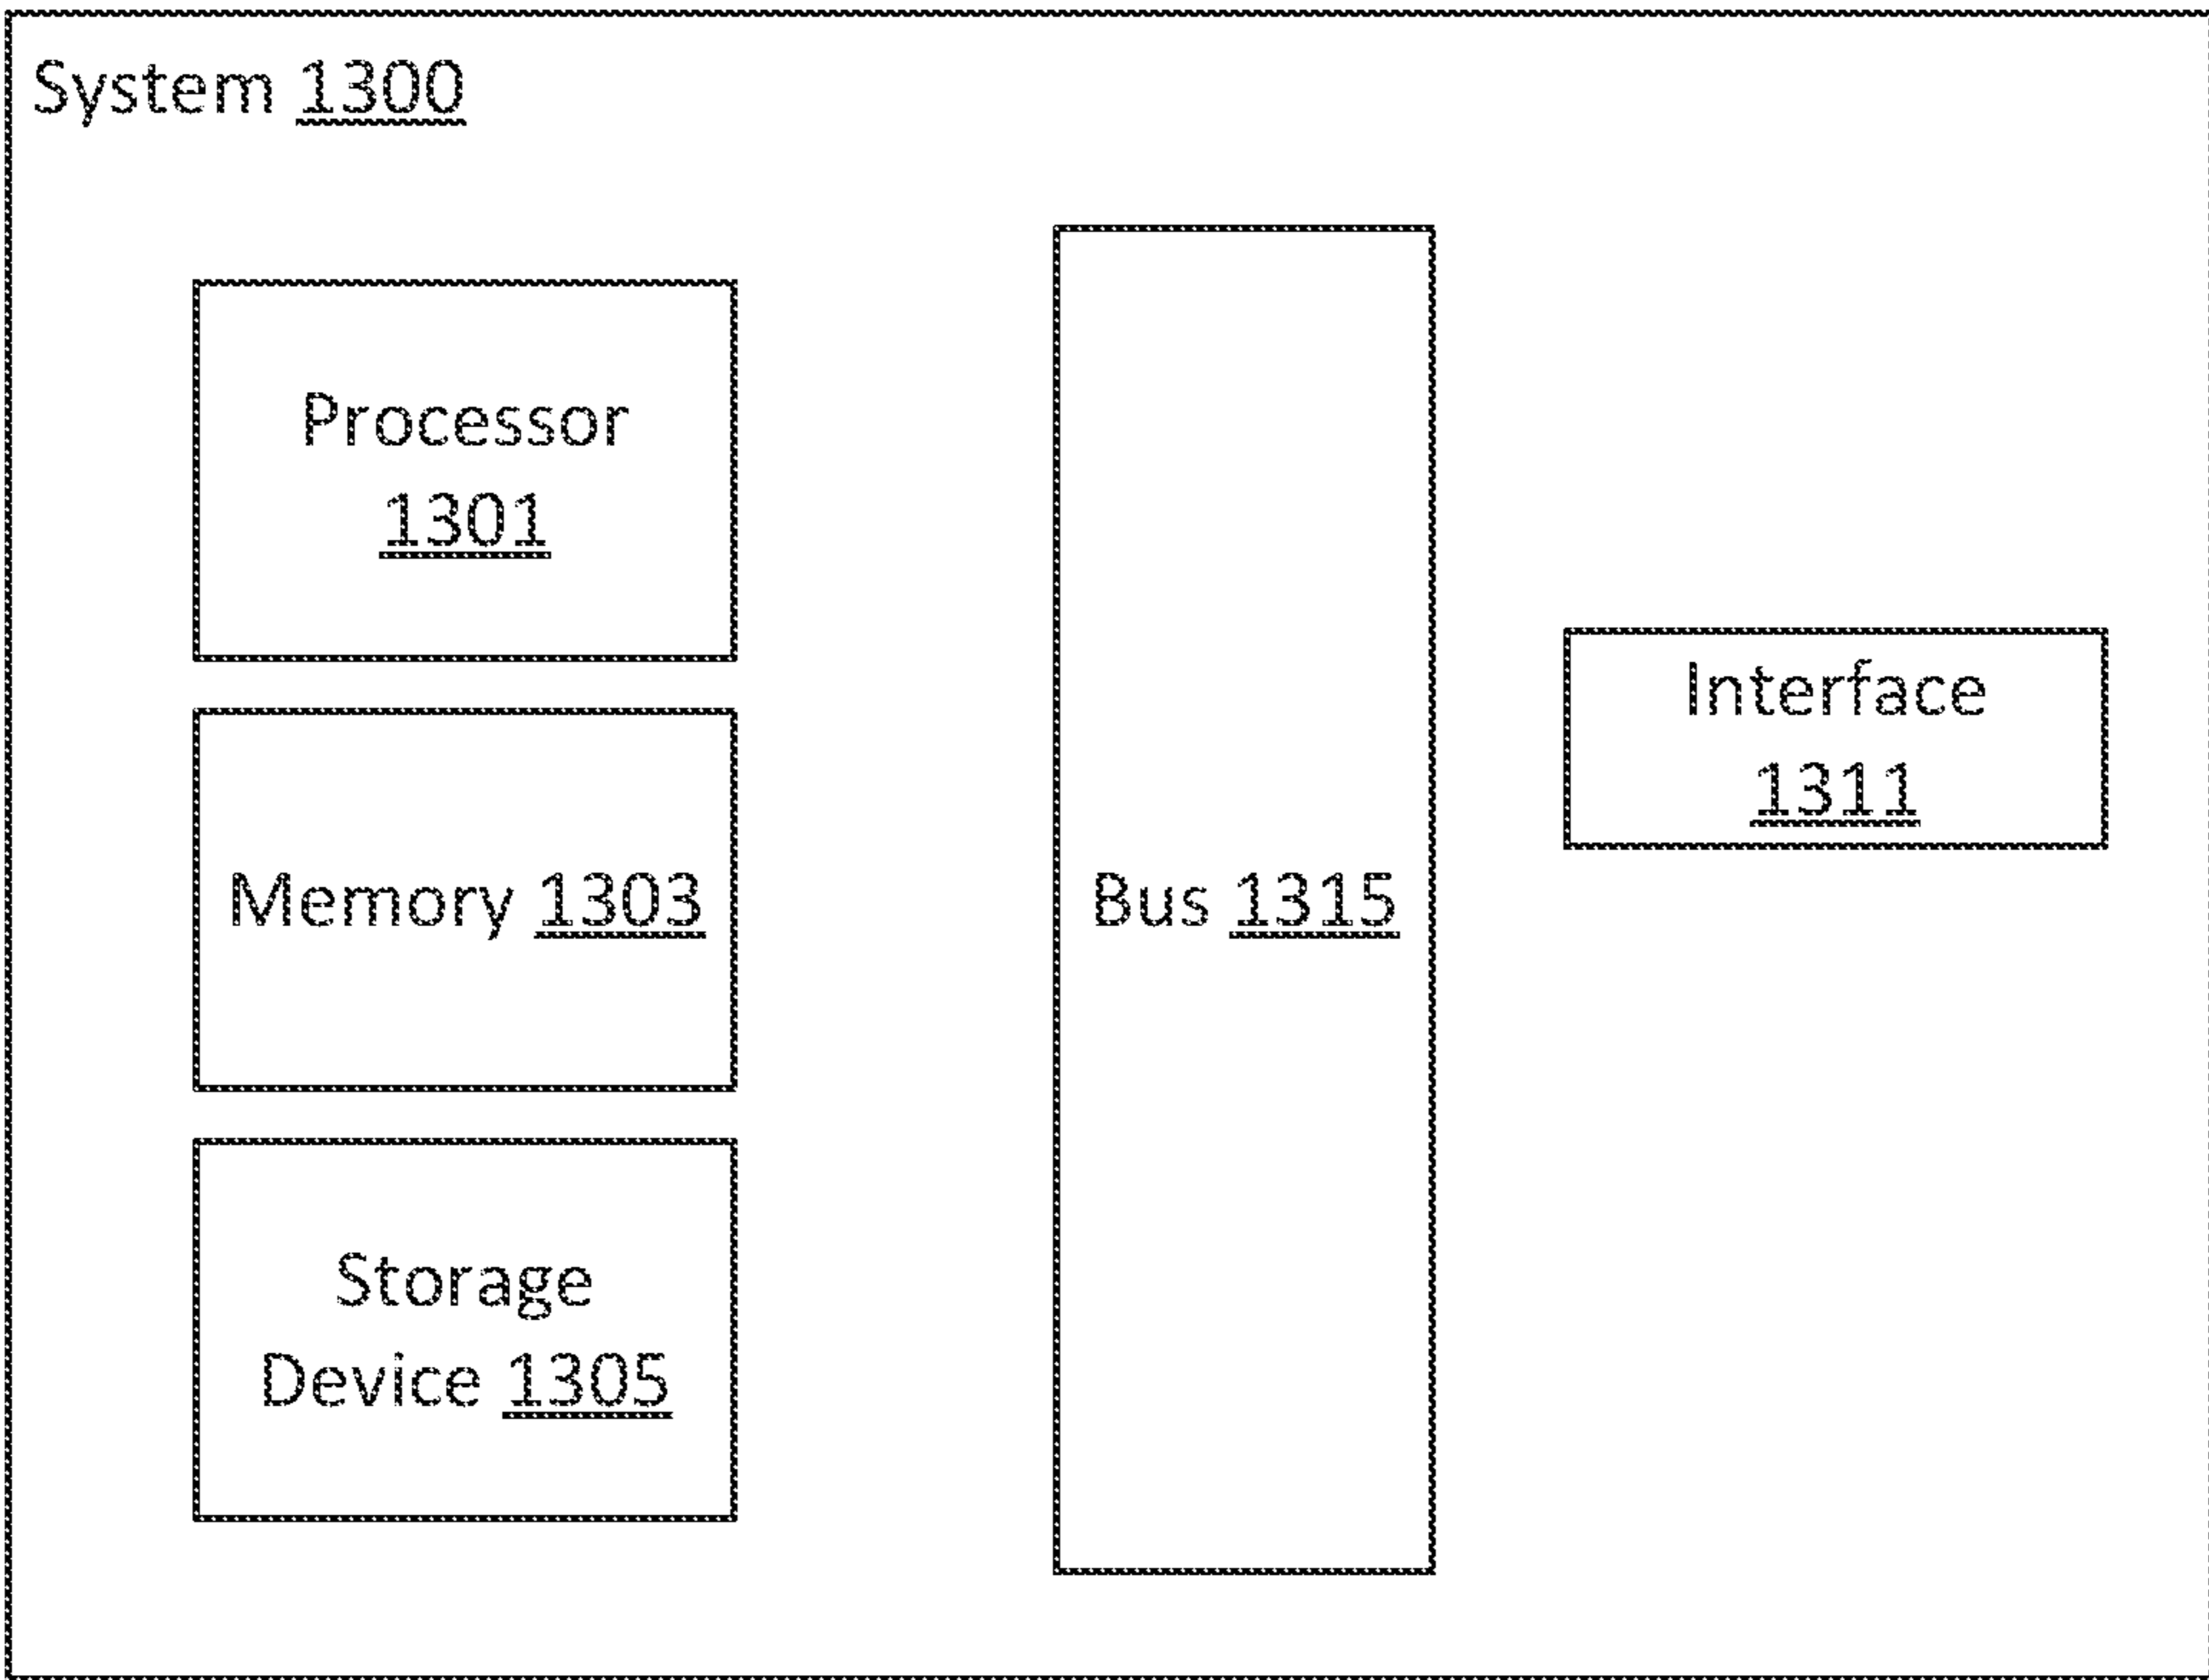 System 1300
Processor
1301
Memory 1303
Storage
Device 1305
Bus 1315
Interface
1311